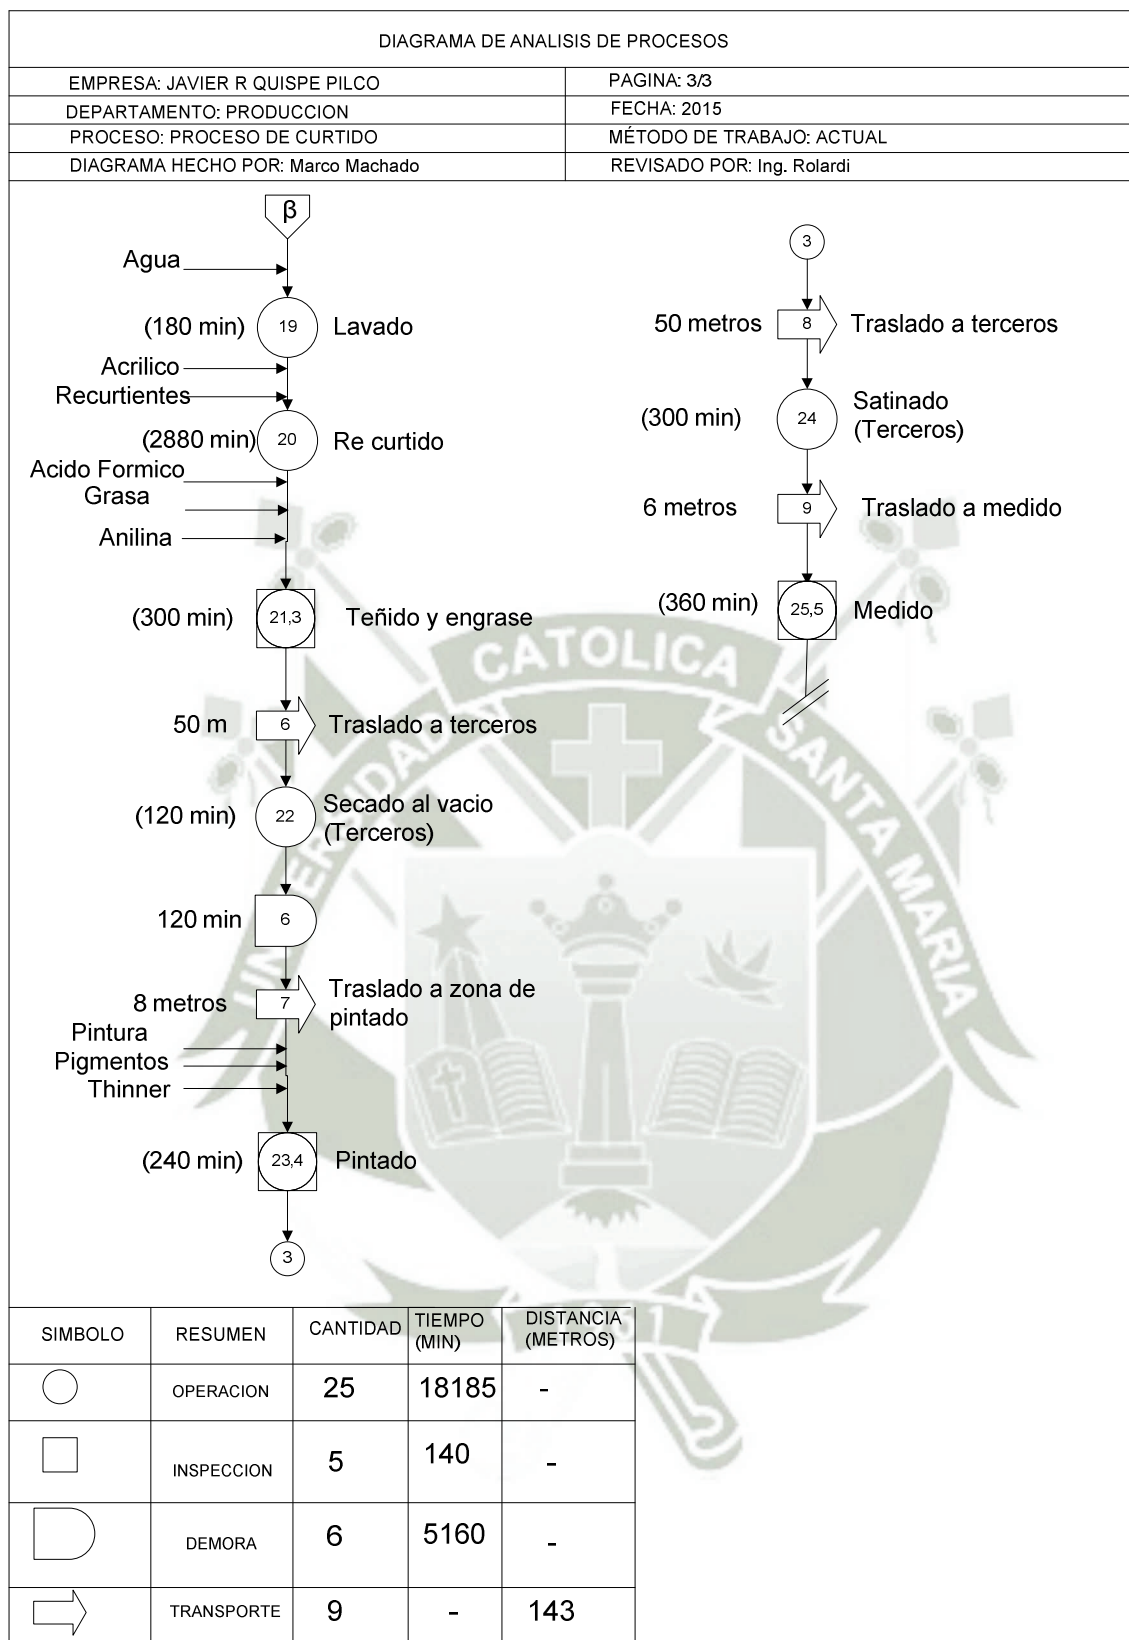 DIAGRAMA DE ANALISIS DE PROCESOS
EMPRESA: JAVIER R QUISPE PILCO
PAGINA: 3/3
DEPARTAMENTO: PRODUCCION
FECHA: 2015
PROCESO: PROCESO DE CURTIDO
MÉTODO DE TRABAJO: ACTUAL
DIAGRAMA HECHO POR: Marco Machado
REVISADO POR: Ing. Rolardi
β
Agua
(180 min) 19 Lavado
Acrilico
Recurtientes
(2880 min) 20 Re curtido
Acido Formico
Grasa
Anilina
(300 min) 21,3 Teñido y engrase
50 m 6 Traslado a terceros
(120 min) 22 Secado al vacio
(Terceros)
120 min 6
8 metros 7 Traslado a zona de
pintado
Pintura
Pigmentos
Thinner
(240 min) 23,4 Pintado
3
3
50 metros 8 Traslado a terceros
(300 min) 24 Satinado
(Terceros)
6 metros 9 Traslado a medido
(360 min) 25,5 Medido
UNIVERSIDAD CATOLICA SANTA MARIA
1961
SIMBOLO RESUMEN CANTIDAD TIEMPO (MIN) DISTANCIA (METROS)
OPERACION 25 18185 -
INSPECCION 5 140 -
DEMORA 6 5160 -
TRANSPORTE 9 - 143